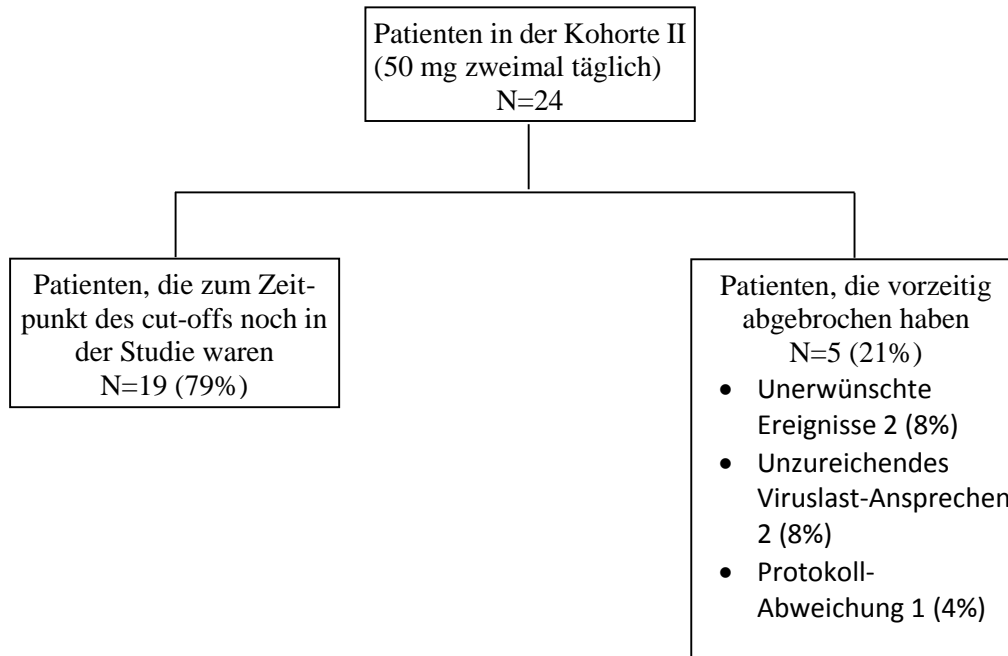 Patienten in der Kohorte II
(50 mg zweimal täglich)
N=24
Patienten, die zum Zeit-
punkt des cut-offs noch in
der Studie waren
N=19 (79%)
Patienten, die vorzeitig
abgebrochen haben
N=5 (21%)
• Unerwünschte
Ereignisse 2 (8%)
• Unzureichendes
Viruslast-Ansprechen
2 (8%)
• Protokoll-
Abweichung 1 (4%)